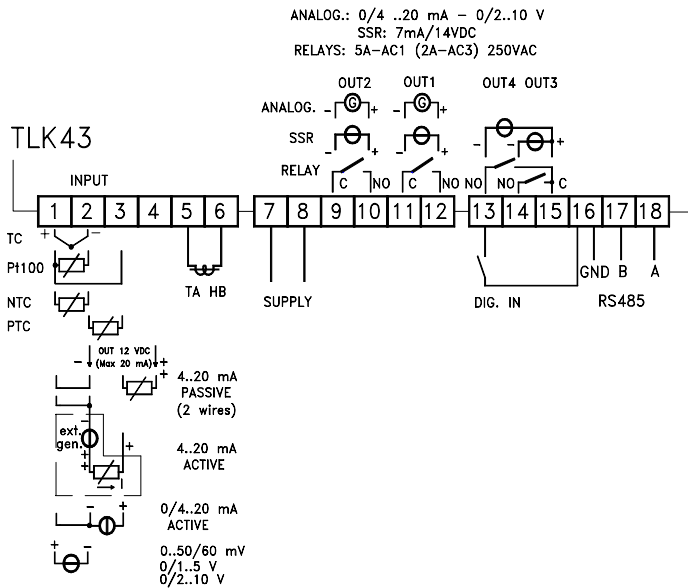 ANALOG.: 0/4 ..20 mA – 0/2..10 V
SSR: 7mA/14VDC
RELAYS: 5A-AC1 (2A-AC3) 250VAC
OUT2 OUT1 OUT4 OUT3
ANALOG. - G + - G +
SSR - + - + - - +
RELAY C NO C NO NO NO C
TLK43
INPUT
1 2 3 4 5 6 7 8 9 10 11 12 13 14 15 16 17 18
TC + -
Pt100
NTC
PTC
TA HB
SUPPLY
DIG. IN
GND B A
RS485
OUT 12 VDC
- (Max 20 mA) +
+
4..20 mA
PASSIVE
(2 wires)
-
ext.
gen.
+
+ +
4..20 mA
ACTIVE
I
- +
0/4..20 mA
ACTIVE
+ -
0..50/60 mV
0/1..5 V
0/2..10 V